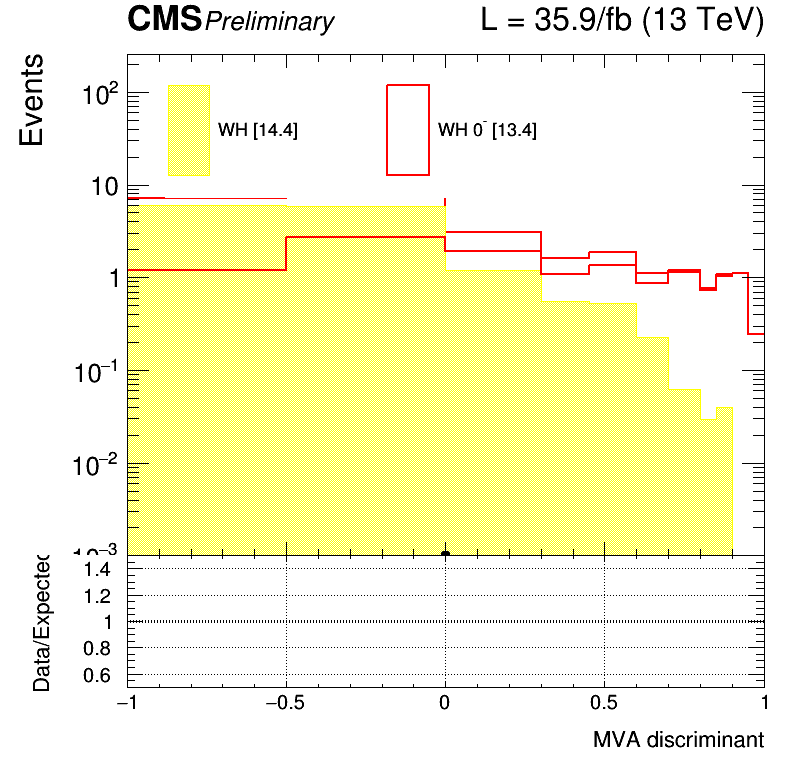 CMS Preliminary L = 35.9/fb (13 TeV)
Events
10²
WH [14.4] WH 0⁻ [13.4]
10
1
10⁻¹
10⁻²
10⁻³
Data/Expected
1.4
1.2
1
0.8
0.6
−1 −0.5 0 0.5 1
MVA discriminant